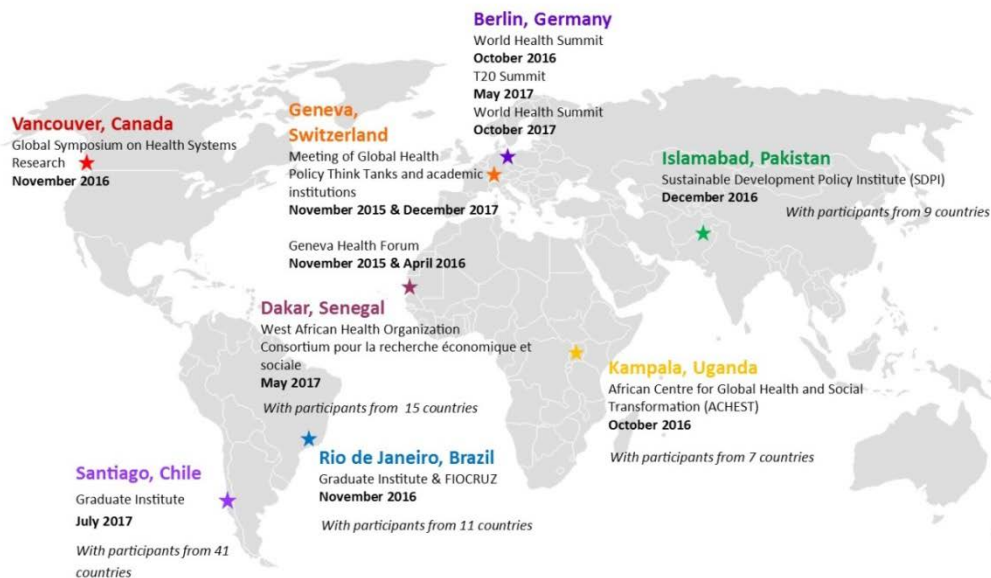 Berlin, Germany
World Health Summit
October 2016
T20 Summit
May 2017
World Health Summit
October 2017
Vancouver, Canada
Global Symposium on Health Systems
Research
November 2016
Geneva,
Switzerland
Meeting of Global Health
Policy Think Tanks and academic
institutions
November 2015 & December 2017
Geneva Health Forum
November 2015 & April 2016
Islamabad, Pakistan
Sustainable Development Policy Institute (SDPI)
December 2016
With participants from 9 countries
Dakar, Senegal
West African Health Organization
Consortium pour la recherche économique et
sociale
May 2017
With participants from 15 countries
Kampala, Uganda
African Centre for Global Health and Social
Transformation (ACHEST)
October 2016
With participants from 7 countries
Rio de Janeiro, Brazil
Graduate Institute & FIOCRUZ
November 2016
With participants from 11 countries
Santiago, Chile
Graduate Institute
July 2017
With participants from 41
countries